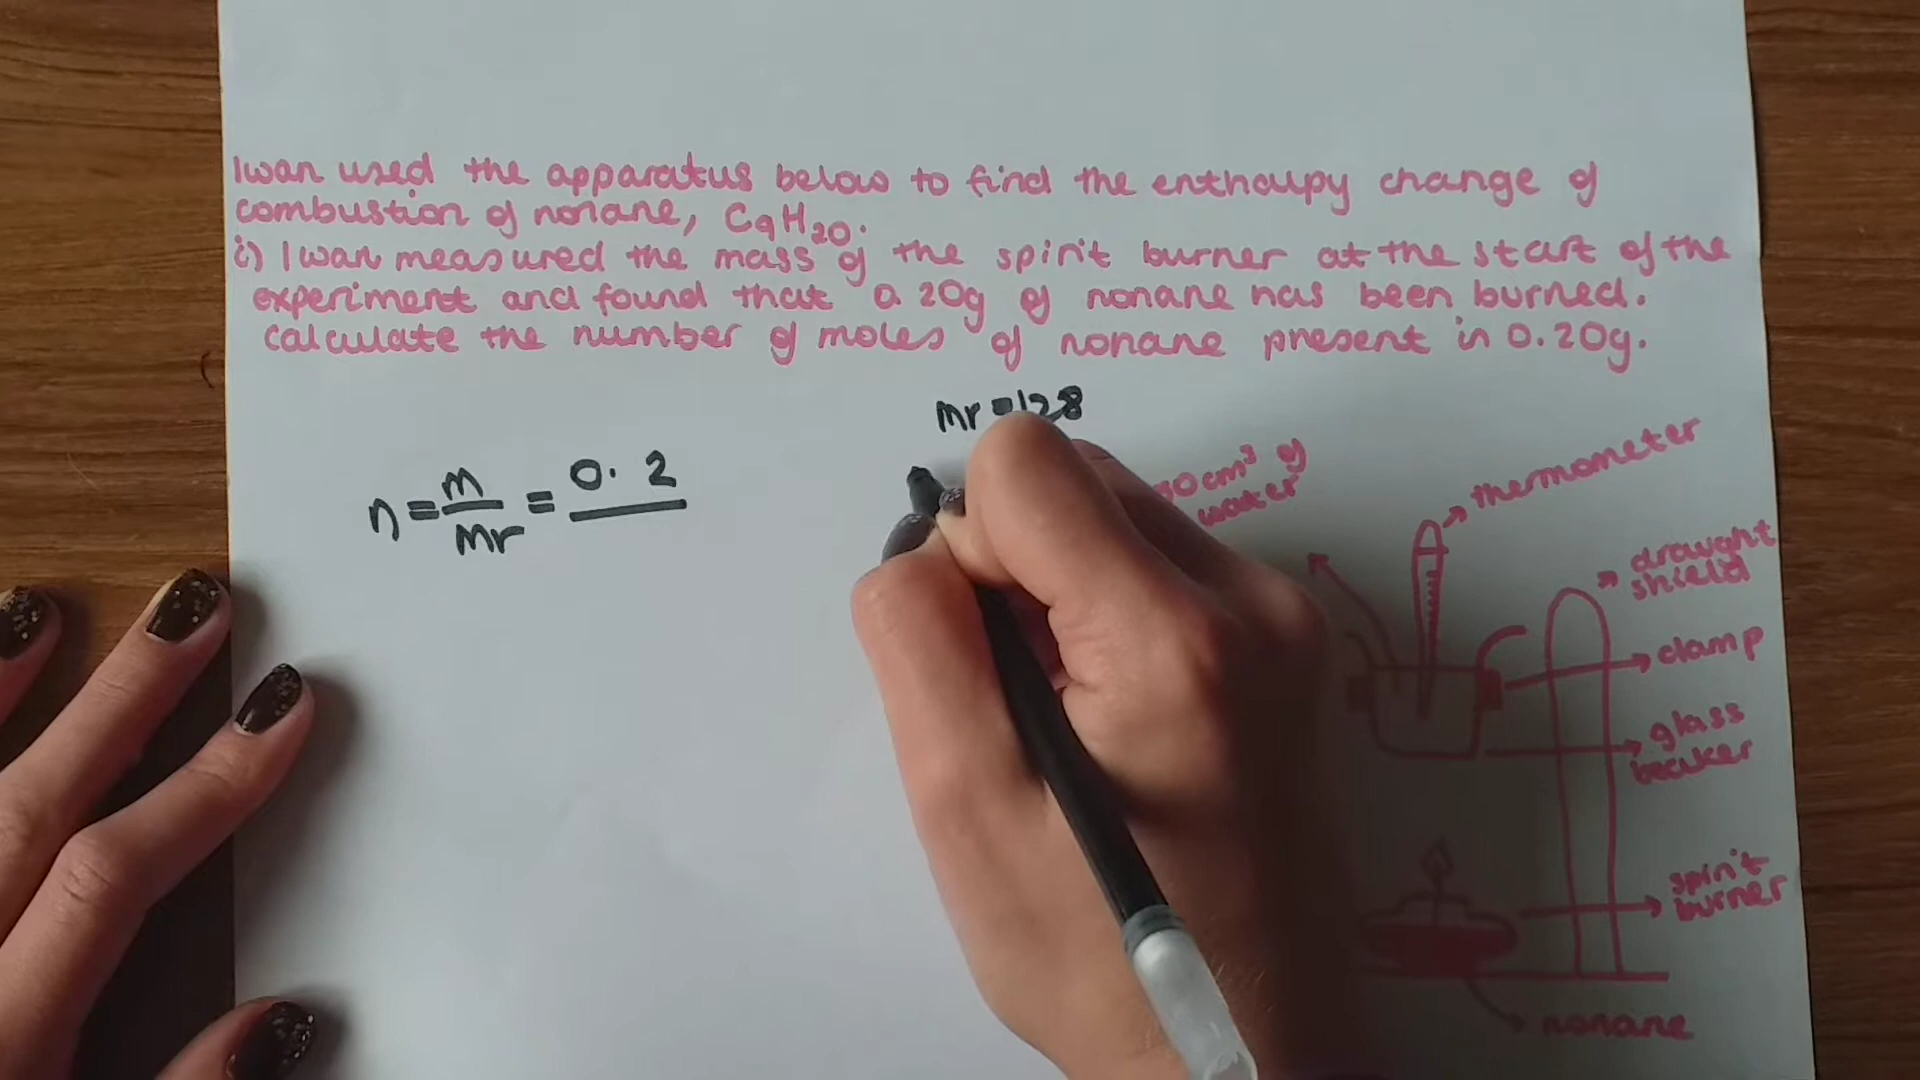 Iwan used the apparatus below to find the enthalpy change of
combustion of nonane, C9H20.
i) Iwan measured the mass of the spirit burner at the start of the
experiment and found that 0.20g of nonane has been burned.
calculate the number of moles of nonane present in 0.20g.
Mr = 128
n = m/Mr = 0.2
cm³ of
water
thermometer
draught
shield
clamp
glass
beaker
spirit
burner
nonane